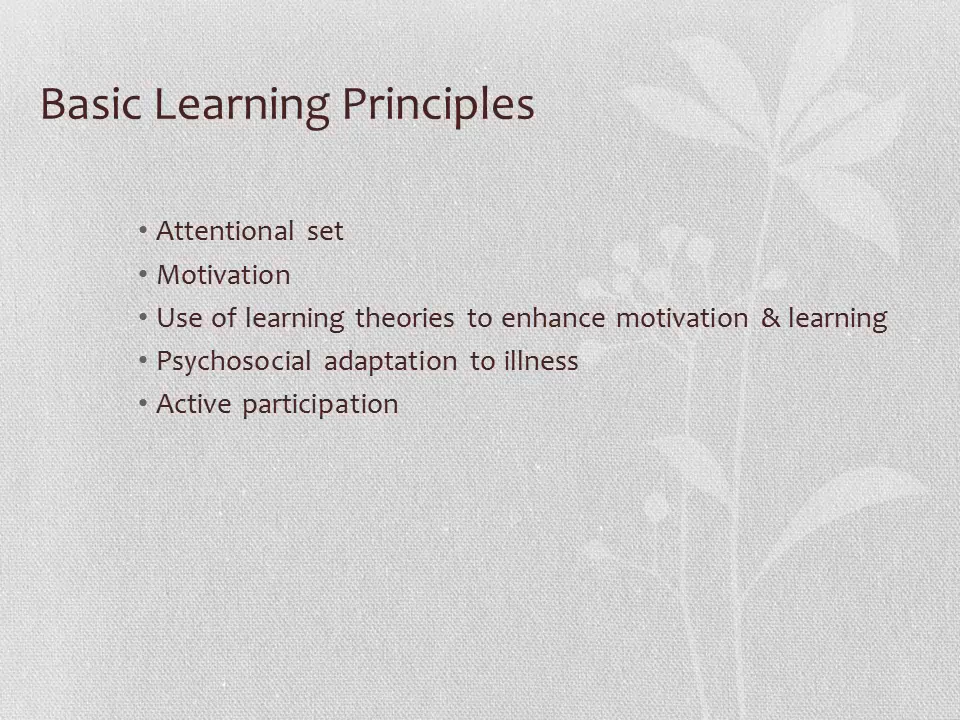 Basic Learning Principles
• Attentional set
• Motivation
• Use of learning theories to enhance motivation & learning
• Psychosocial adaptation to illness
• Active participation